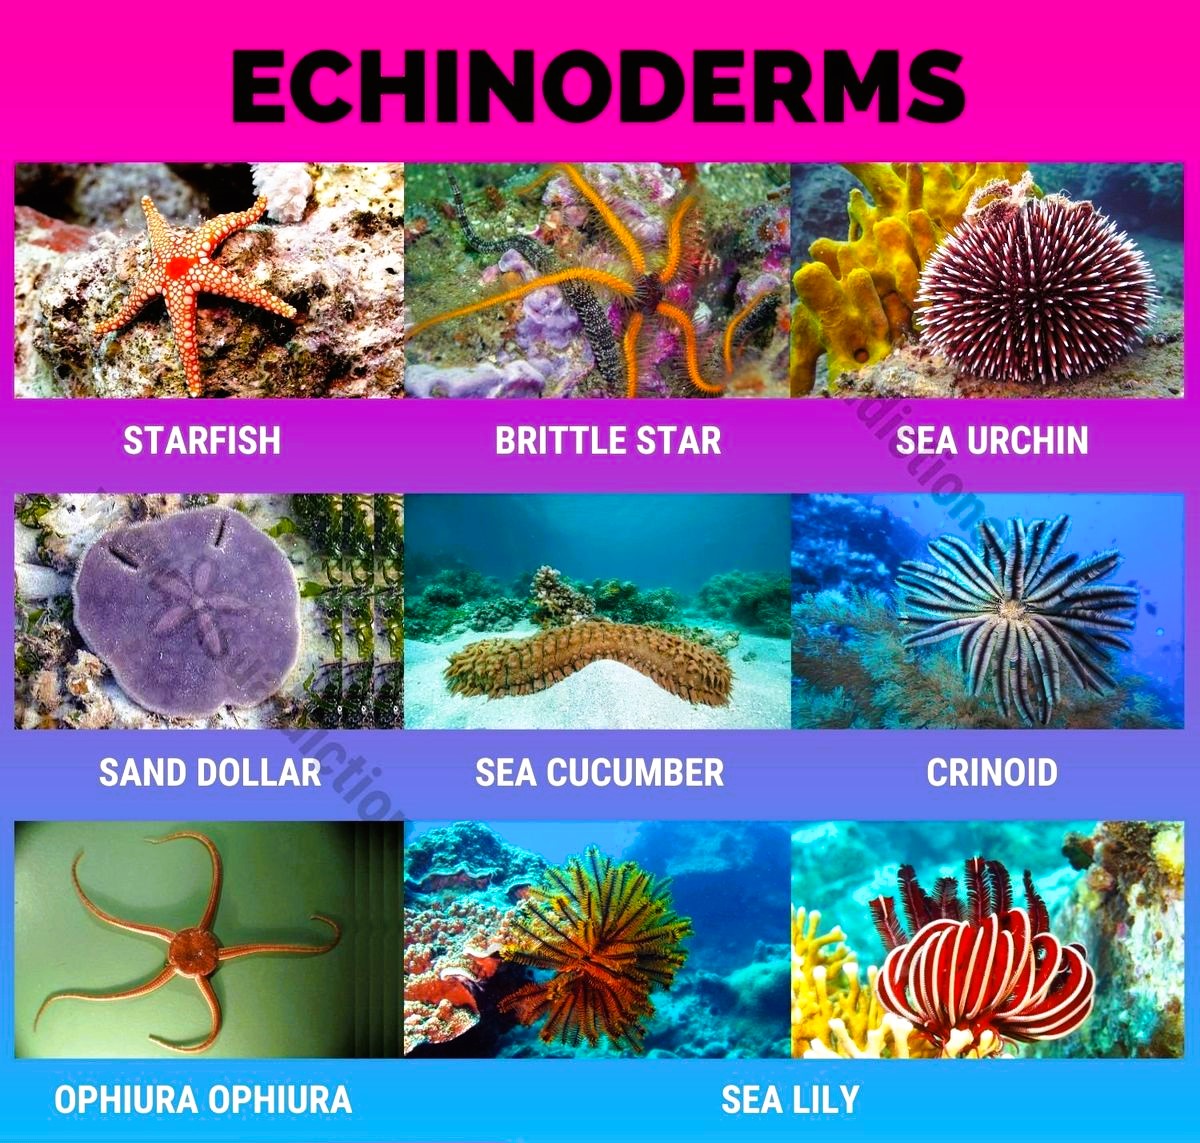 ECHINODERMS
STARFISH
BRITTLE STAR
SEA URCHIN
SAND DOLLAR
SEA CUCUMBER
CRINOID
OPHIURA OPHIURA
SEA LILY